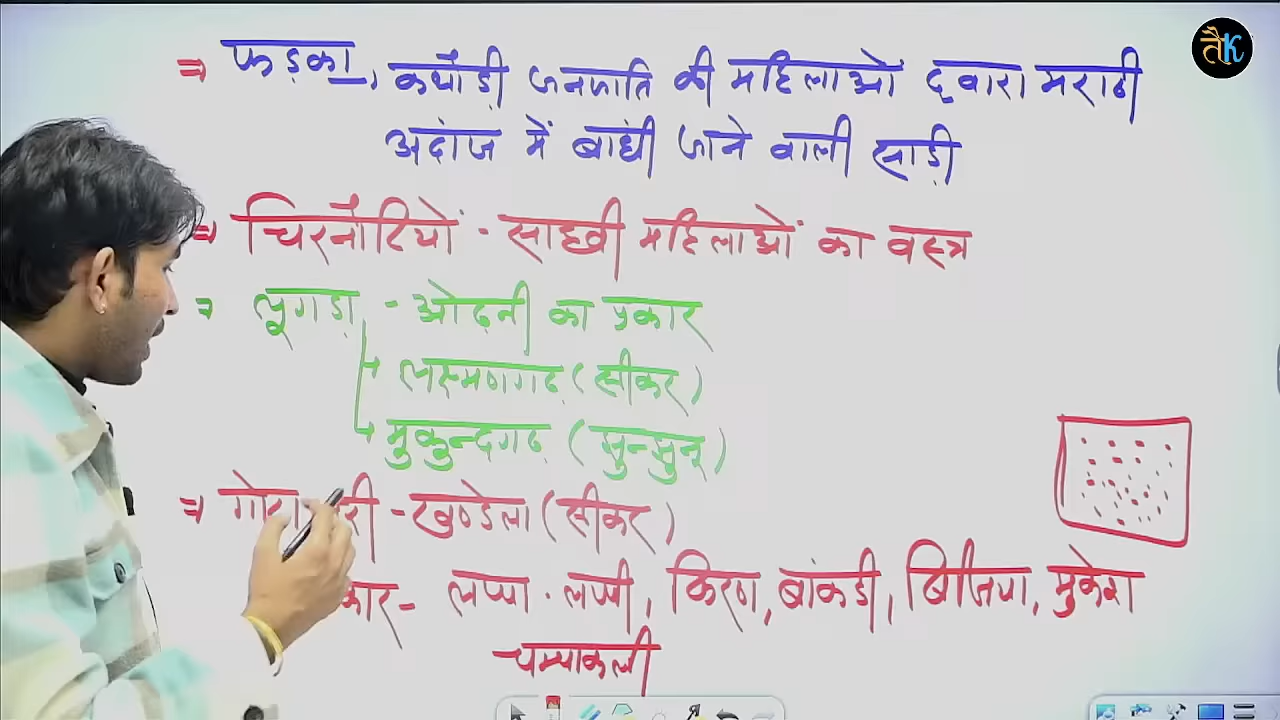 तैK
⇒ फड़का, कथौड़ी जनजाति की महिलाओं द्वारा मराठी
अदांज में बांधी जाने वाली साड़ी
⇒ चिरनौटियों - साध्वी महिलाओं का वस्त्र
⇒ लूगड़ा - ओढ़नी का प्रकार
→ लक्ष्मणगढ़ (सीकर)
→ मुकुन्दगढ़ (झुन्झुनू)
⇒ गोटा - खण्डेला (सीकर)
- लप्पा - लप्पी, किरण, बांकडी, बिजिया, मुकेश
चम्पाकली